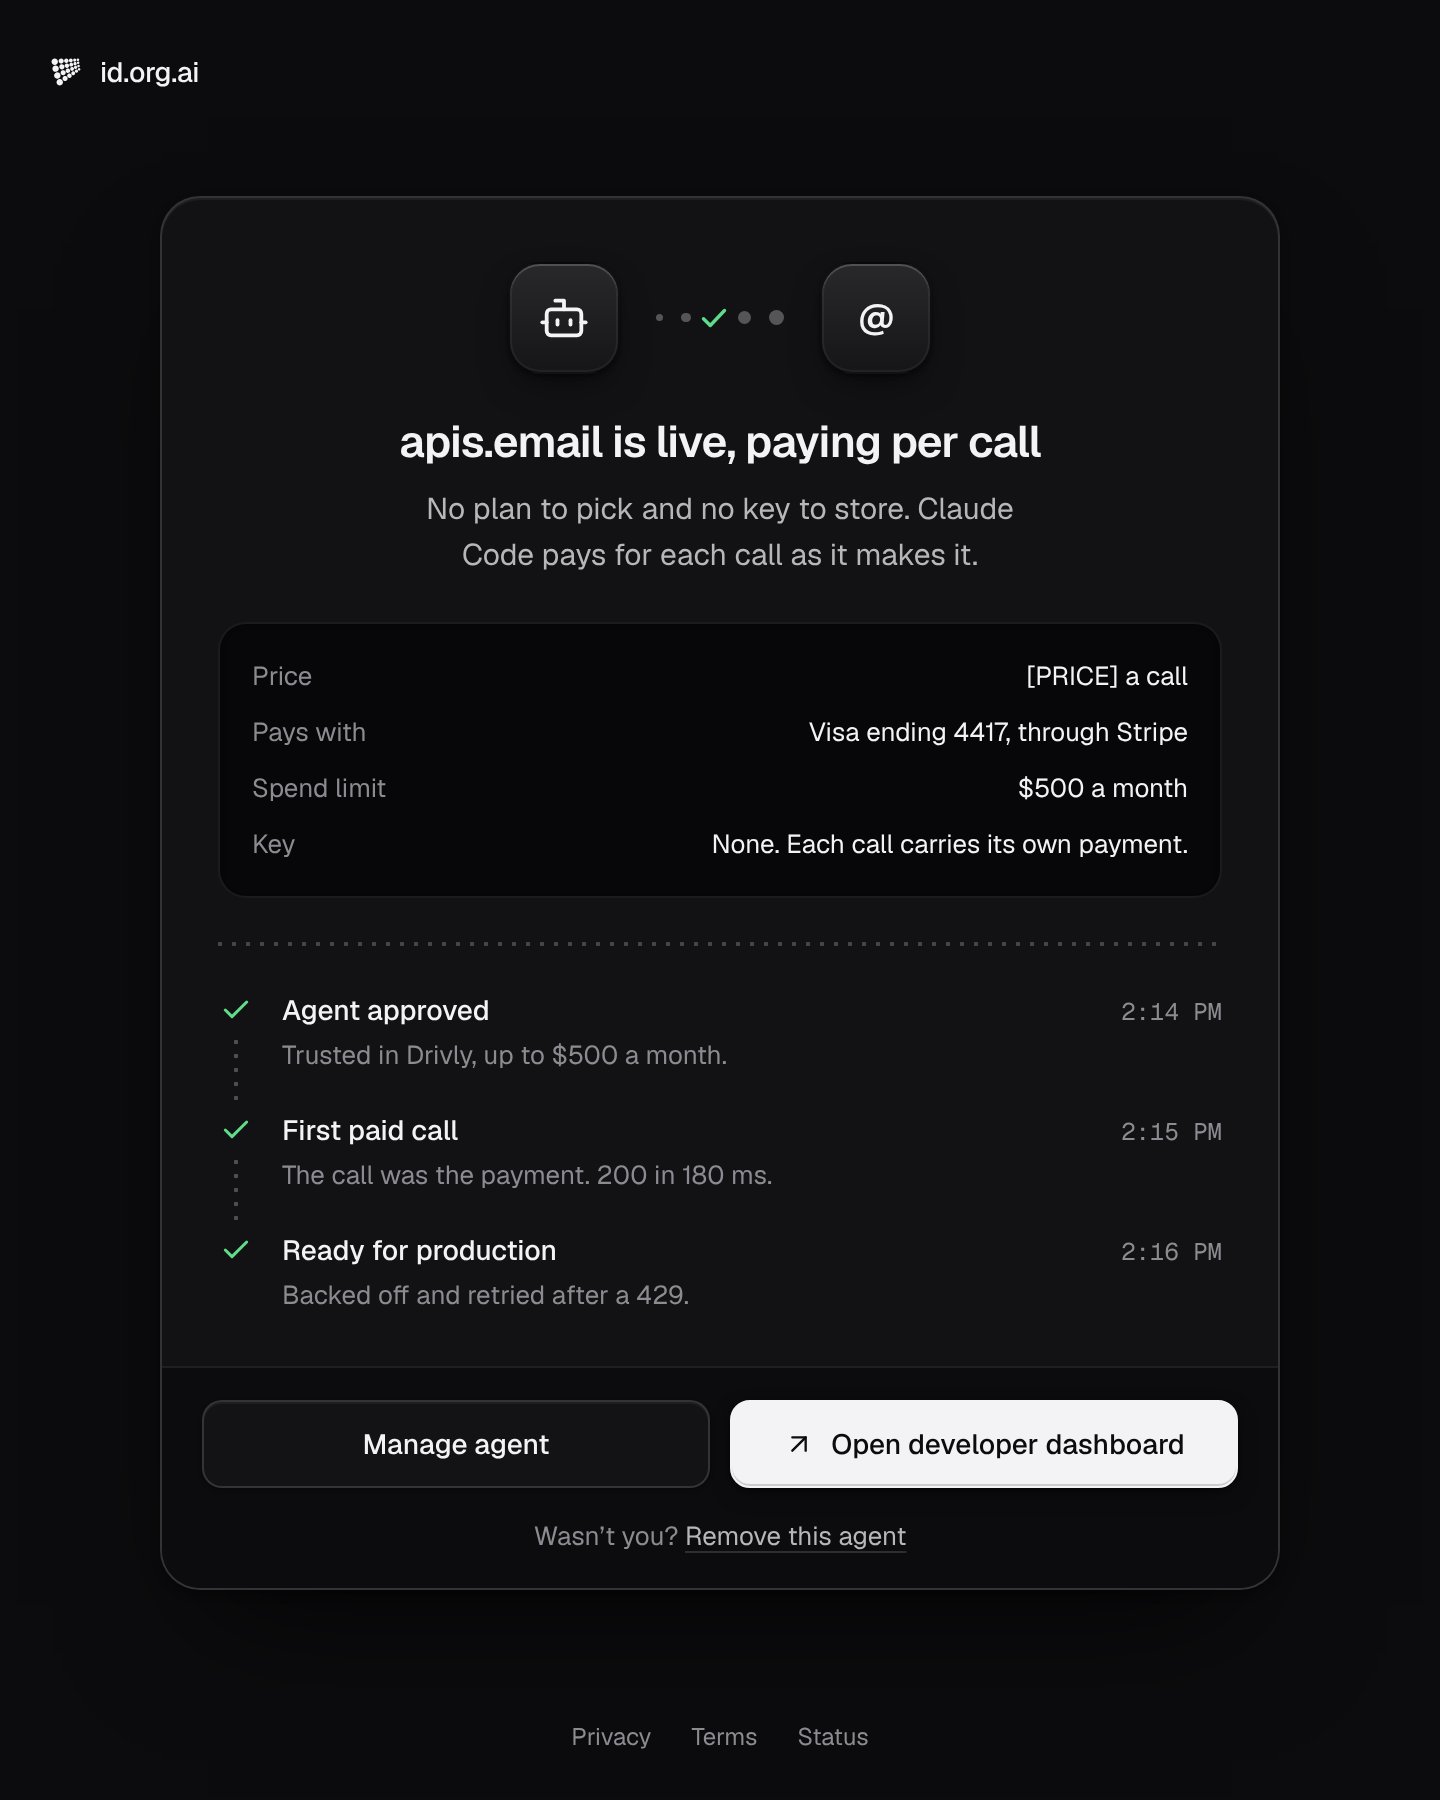 id.org.ai
@
apis.email is live, paying per call
No plan to pick and no key to store. Claude
Code pays for each call as it makes it.
Price [PRICE] a call
Pays with Visa ending 4417, through Stripe
Spend limit $500 a month
Key None. Each call carries its own payment.
Agent approved 2:14 PM
Trusted in Drivly, up to $500 a month.
First paid call 2:15 PM
The call was the payment. 200 in 180 ms.
Ready for production 2:16 PM
Backed off and retried after a 429.
Manage agent Open developer dashboard
Wasn’t you? Remove this agent
Privacy Terms Status